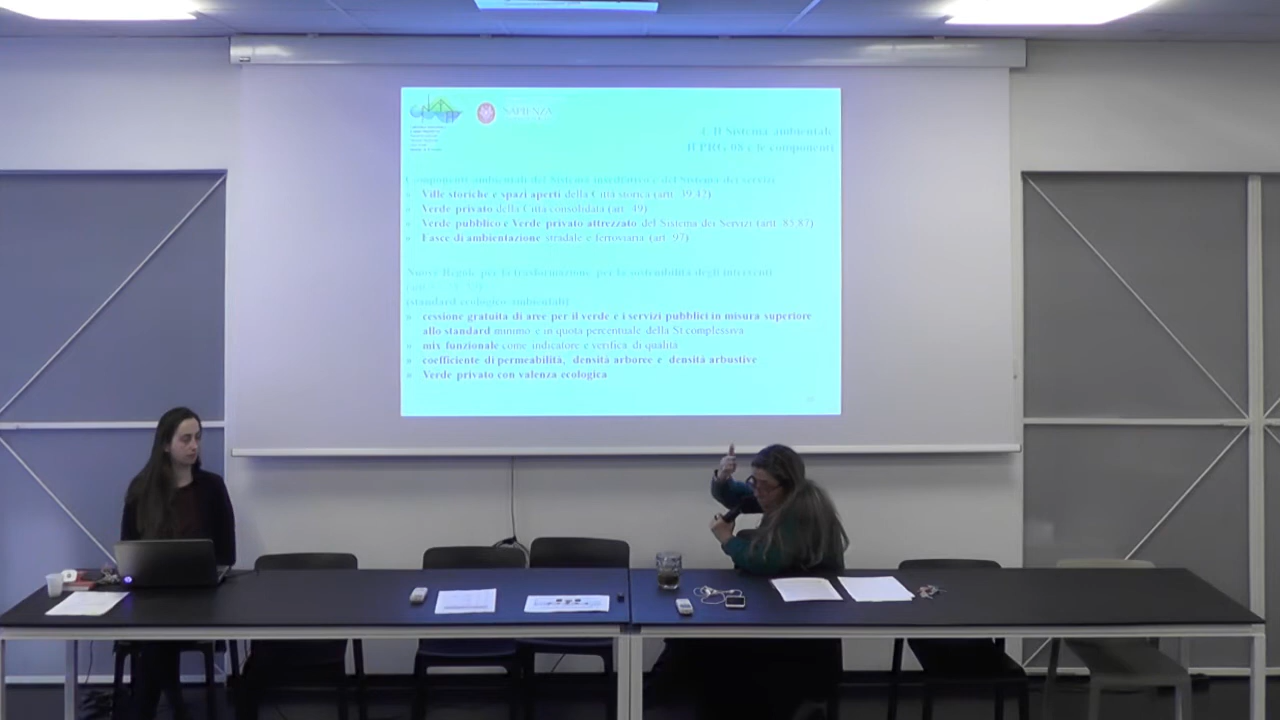 SAPIENZA
4. Il Sistema ambientale
Il PRG 08 e le componenti
Componenti ambientali del Sistema insediativo e del Sistema dei servizi
» Ville storiche e spazi aperti della Città storica (artt. 39,42)
» Verde privato della Città consolidata (art. 49)
» Verde pubblico e Verde privato attrezzato del Sistema dei Servizi (artt. 85,87)
» Fasce di ambientazione stradale e ferroviaria (art. 97)
Nuove Regole per la trasformazione per la sostenibilità degli interventi
(standard ecologico-ambientali)
» cessione gratuita di aree per il verde e i servizi pubblici in misura superiore
allo standard minimo e in quota percentuale della St complessiva
» mix funzionale come indicatore e verifica di qualità
» coefficiente di permeabilità, densità arboree e densità arbustive
» Verde privato con valenza ecologica